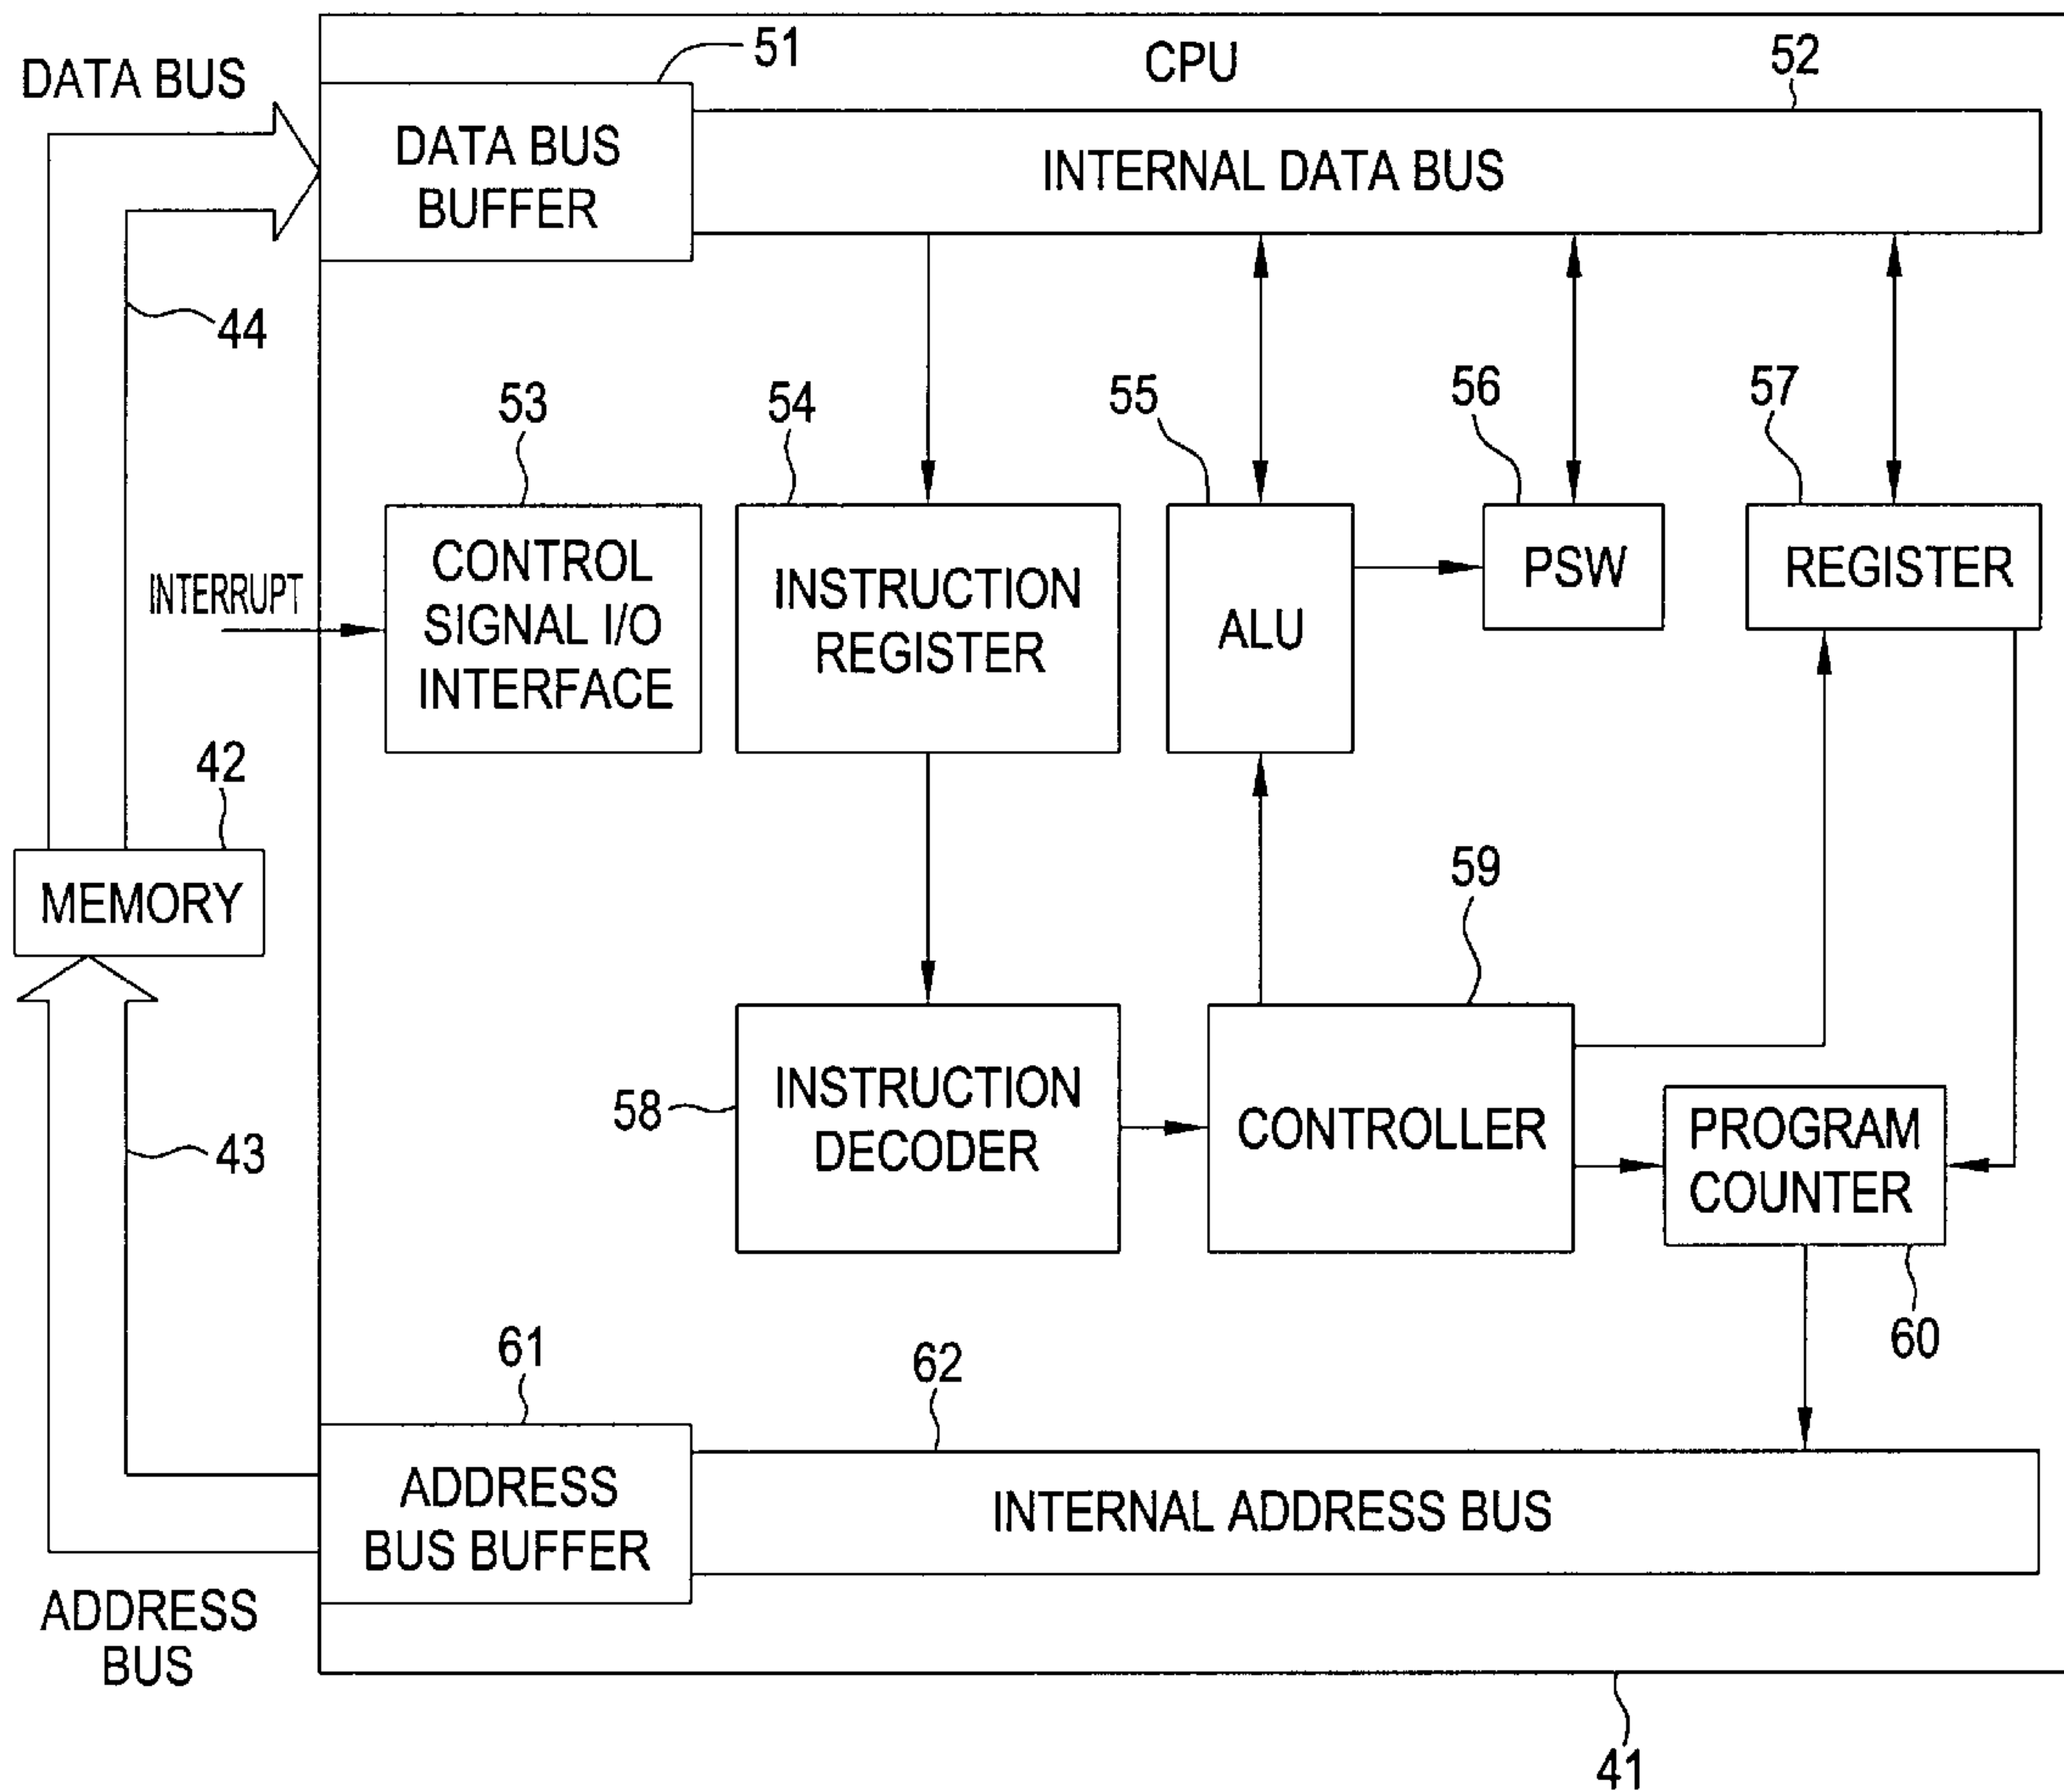 51
CPU
52
DATA BUS
DATA BUS
BUFFER
INTERNAL DATA BUS
44
53
54
55
56
57
INTERRUPT
CONTROL
SIGNAL I/O
INTERFACE
INSTRUCTION
REGISTER
ALU
PSW
REGISTER
42
MEMORY
59
58
INSTRUCTION
DECODER
CONTROLLER
PROGRAM
COUNTER
43
60
61
62
ADDRESS
BUS BUFFER
INTERNAL ADDRESS BUS
ADDRESS
BUS
41